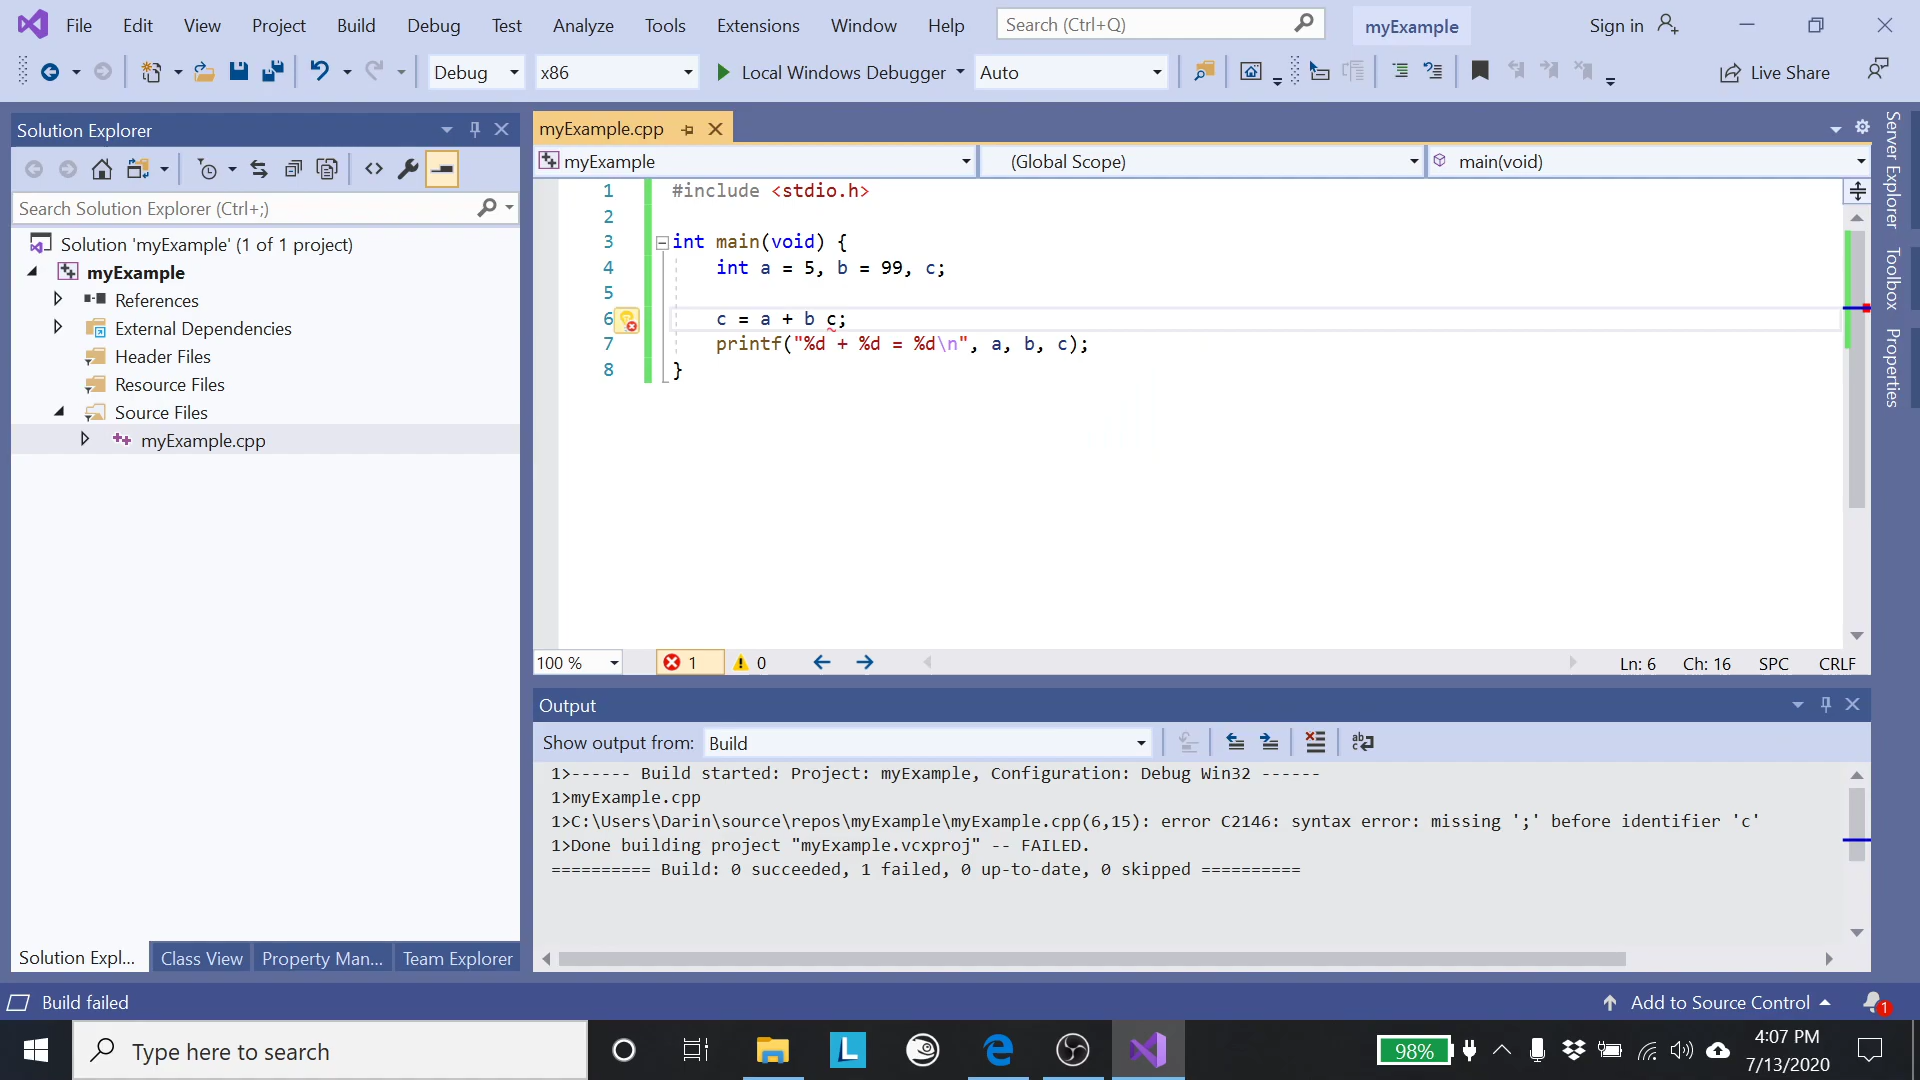 File Edit View Project Build Debug Test Analyze Tools Extensions Window Help Search (Ctrl+Q) myExample Sign in
Debug x86 Local Windows Debugger Auto Live Share
Solution Explorer
Search Solution Explorer (Ctrl+;)
Solution 'myExample' (1 of 1 project)
myExample
References
External Dependencies
Header Files
Resource Files
Source Files
myExample.cpp
Solution Expl... Class View Property Man... Team Explorer
myExample.cpp
myExample (Global Scope) main(void)
1 #include <stdio.h>
2
3 int main(void) {
4 int a = 5, b = 99, c;
5
6 c = a + b c;
7 printf("%d + %d = %d\n", a, b, c);
8 }
100 % 1 0 Ln: 6 Ch: 16 SPC CRLF
Output
Show output from: Build
1>------ Build started: Project: myExample, Configuration: Debug Win32 ------
1>myExample.cpp
1>C:\Users\Darin\source\repos\myExample\myExample.cpp(6,15): error C2146: syntax error: missing ';' before identifier 'c'
1>Done building project "myExample.vcxproj" -- FAILED.
========== Build: 0 succeeded, 1 failed, 0 up-to-date, 0 skipped ==========
Server Explorer
Toolbox
Properties
Build failed Add to Source Control 1
Type here to search L 98% 4:07 PM
7/13/2020